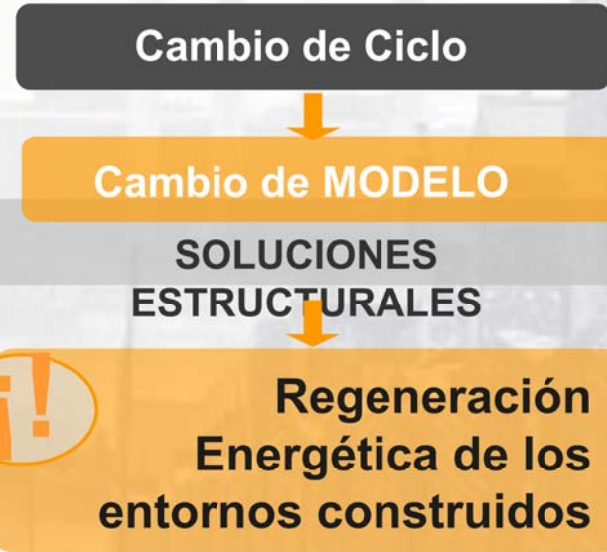 Cambio de Ciclo
Cambio de MODELO
SOLUCIONES
ESTRUCTURALES
¡!
Regeneración
Energética de los
entornos construidos